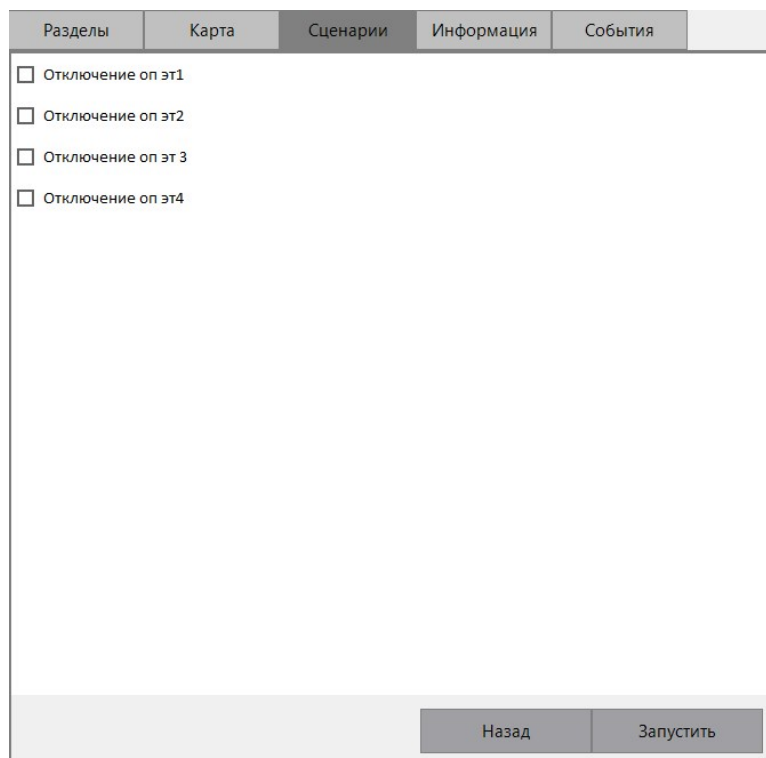 Разделы Карта Сценарии Информация События
Отключение оп эт1
Отключение оп эт2
Отключение оп эт 3
Отключение оп эт4
Назад Запустить